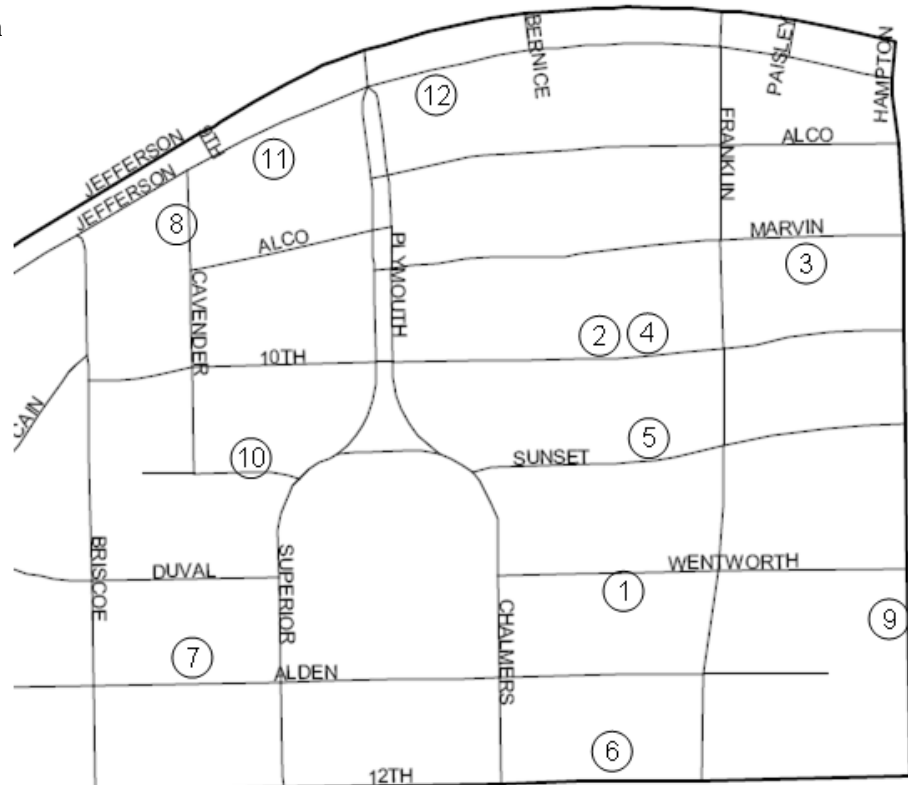 BERNICE
PAISLEY
HAMPTON
12
FRANKLIN
JEFFERSON
8TH
ALCO
11
JEFFERSON
8
ALCO
PLYMOUTH
MARVIN
3
CAVENDER
2
4
10TH
CAIN
5
10
SUNSET
BRISCOE
DUVAL
SUPERIOR
WENTWORTH
1
CHALMERS
9
7
ALDEN
6
12TH